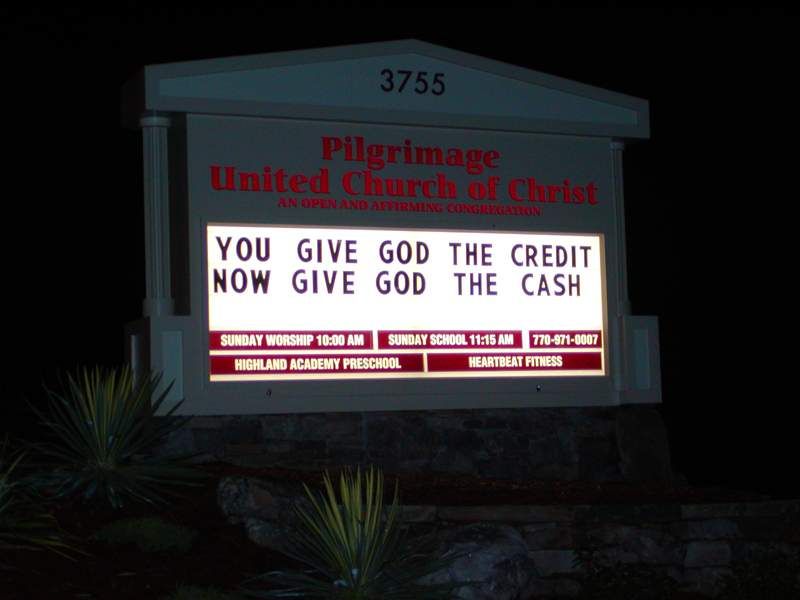 3755
Pilgrimage
United Church of Christ
AN OPEN AND AFFIRMING CONGREGATION
YOU GIVE GOD THE CREDIT
NOW GIVE GOD THE CASH
SUNDAY WORSHIP 10:00 AM SUNDAY SCHOOL 11:15 AM 770-971-0007
HIGHLAND ACADEMY PRESCHOOL HEARTBEAT FITNESS